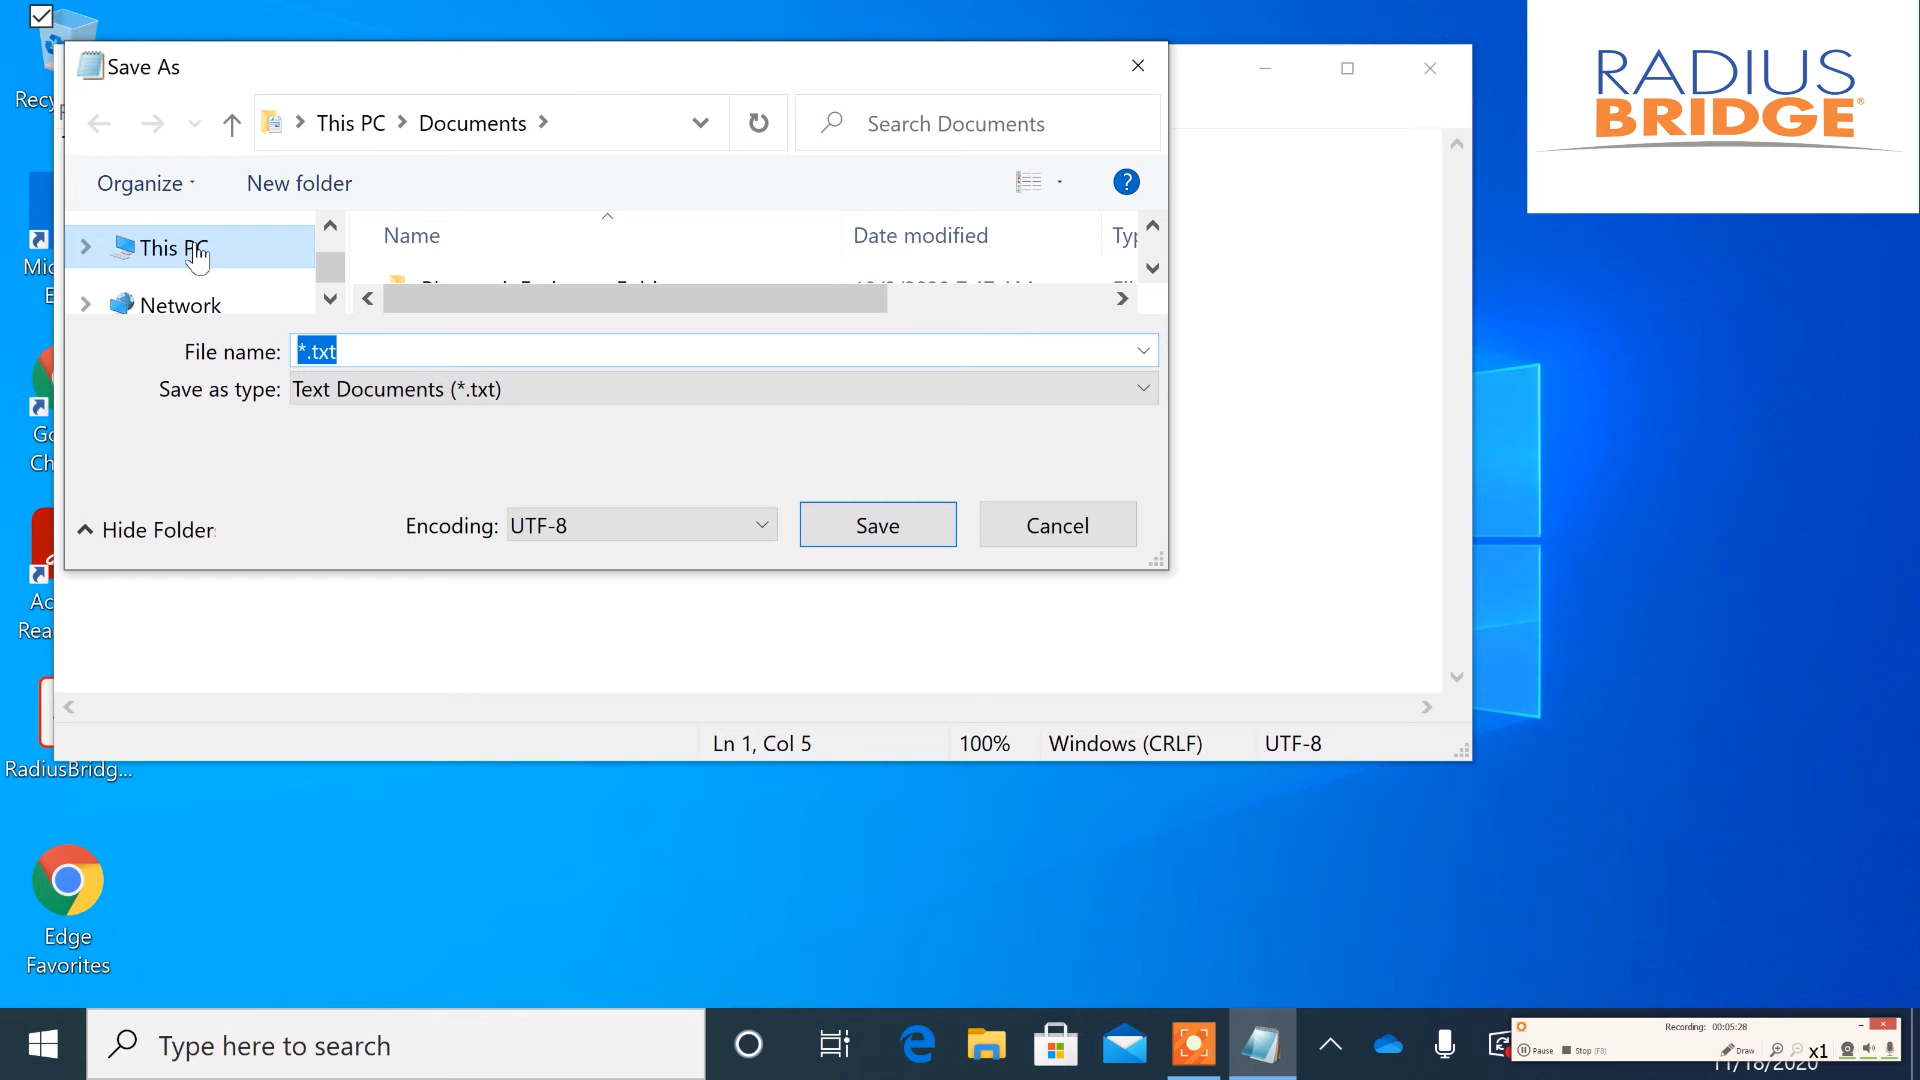 Save As
This PC
Documents
Search Documents
Organize
New folder
?
This PC
Network
Name
Date modified
File name:
*.txt
Save as type:
Text Documents (*.txt)
Hide Folder
Encoding:
UTF-8
Save
Cancel
Ln 1, Col 5
100%
Windows (CRLF)
UTF-8
RADIUS
BRIDGE®
RadiusBridg...
Edge
Favorites
Type here to search
Recording: 00:05:28
Pause
Stop (F8)
Draw
x1
11/18/2020